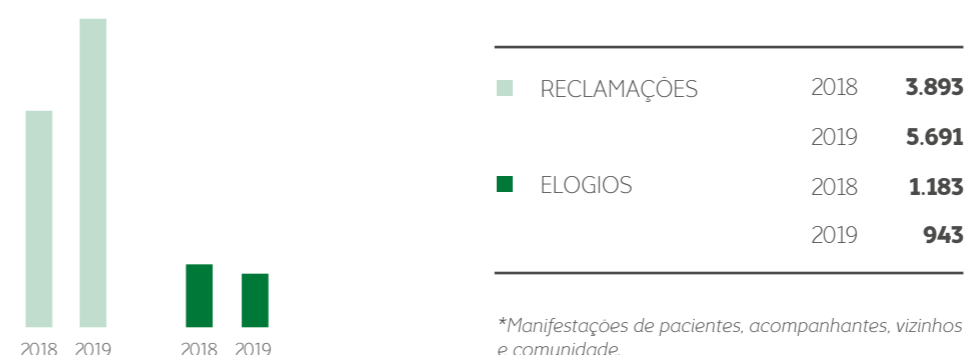 RECLAMAÇÕES 2018 3.893
2019 5.691
ELOGIOS 2018 1.183
2019 943
2018 2019 2018 2019
*Manifestações de pacientes, acompanhantes, vizinhos
e comunidade.